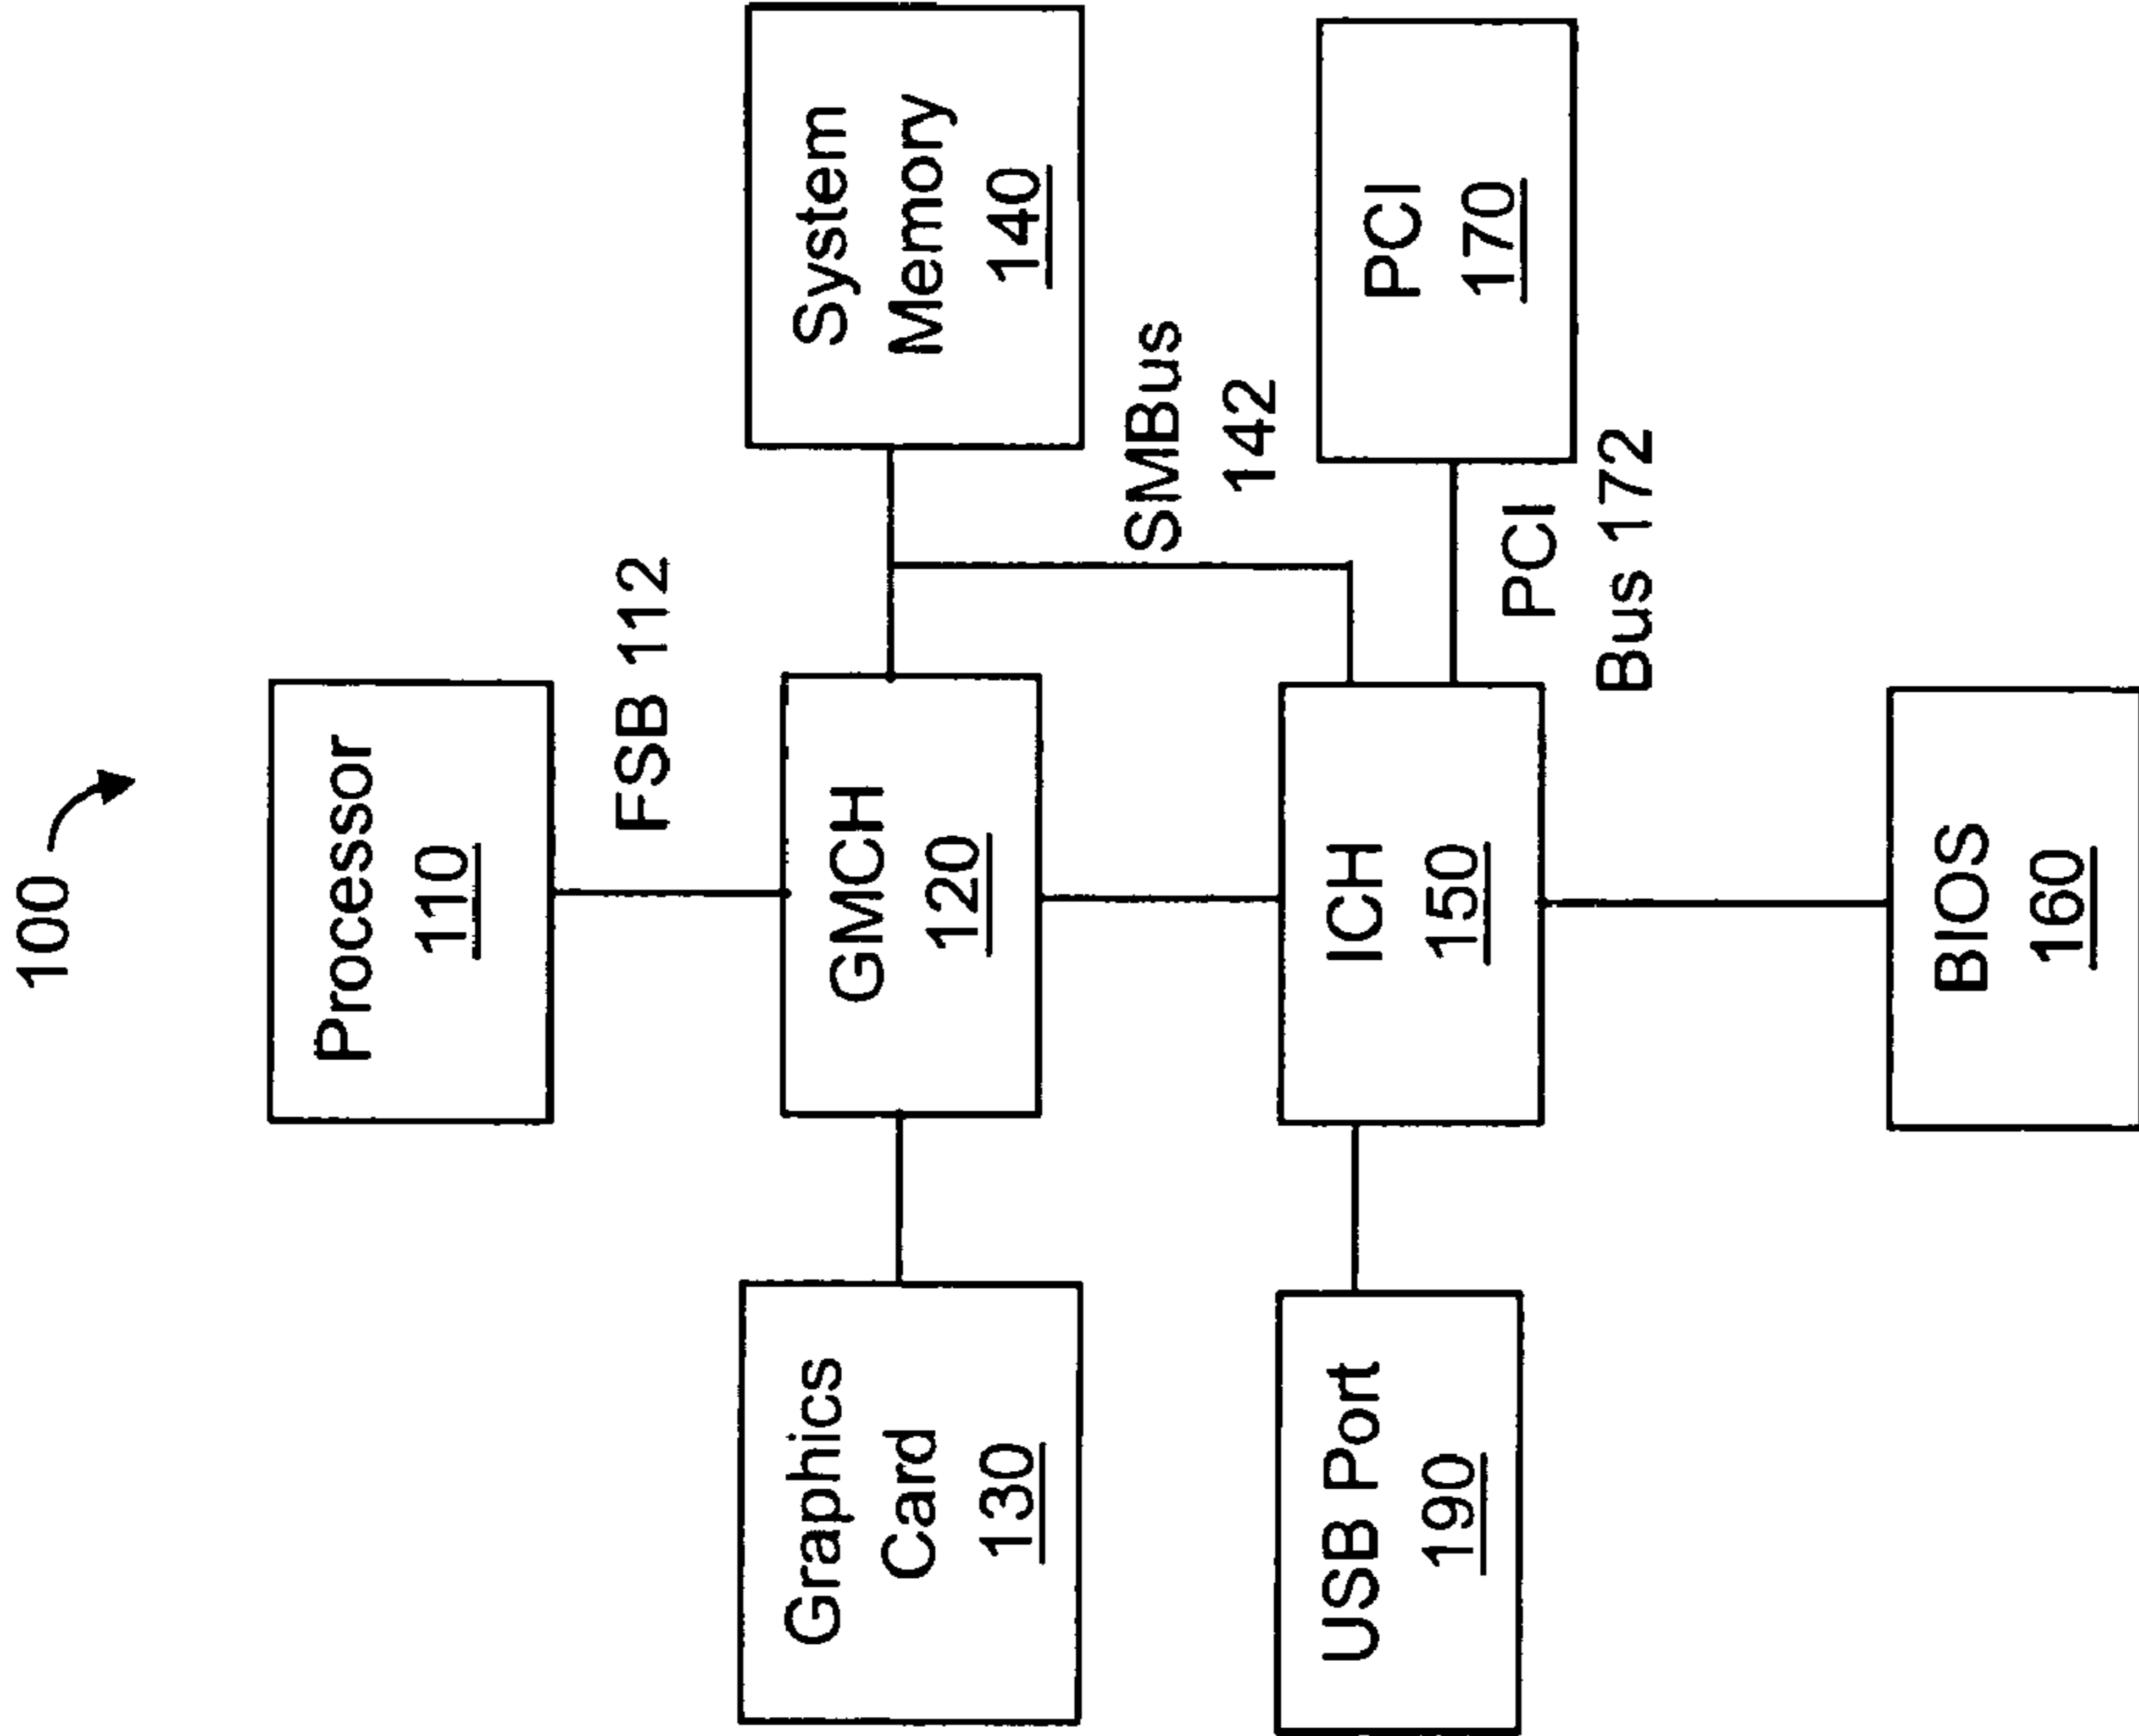 100
Processor
110
FSB 112
Graphics
Card
130
GMCH
120
System
Memory
140
SMBus
142
USB Port
190
ICH
150
PCI
170
PCI
Bus 172
BIOS
160